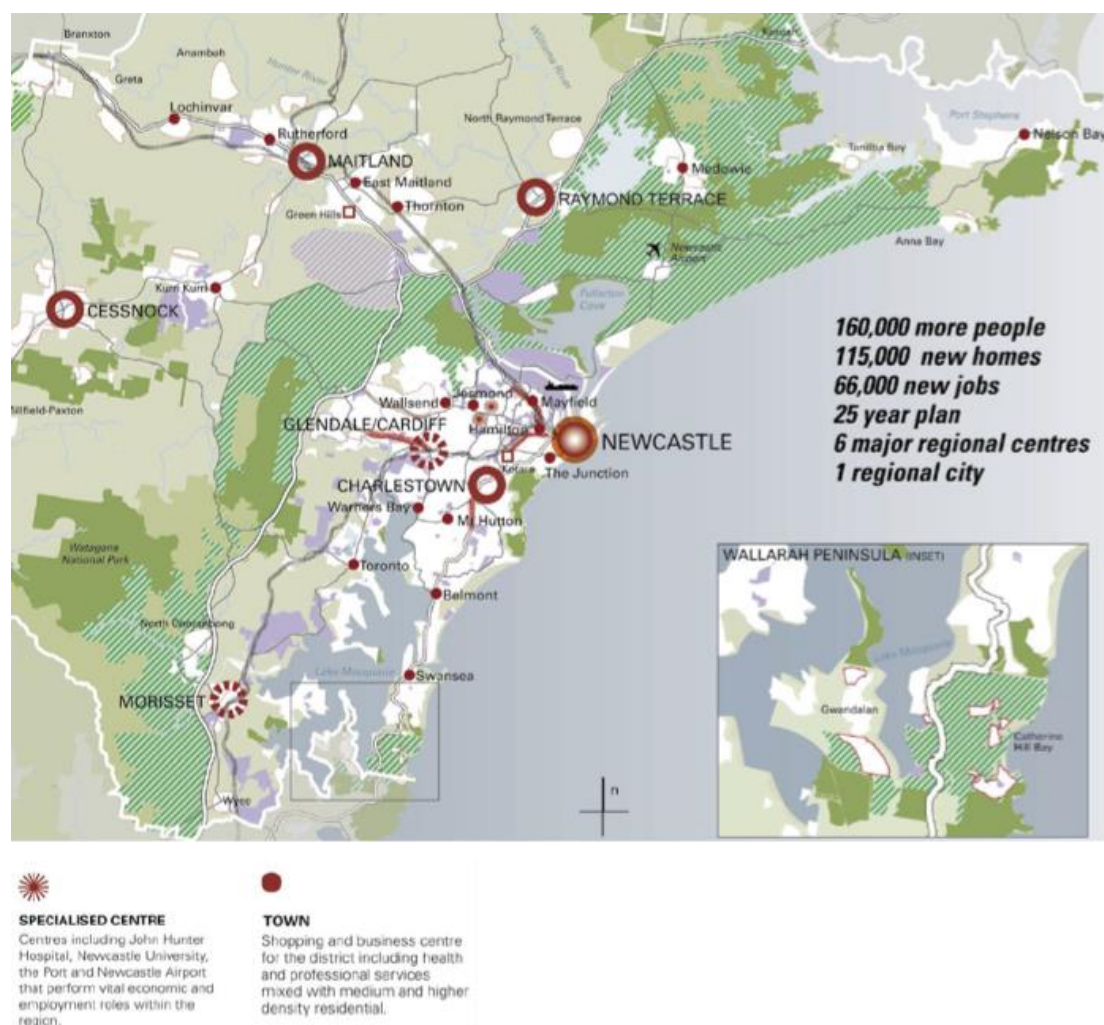 Branxton
Anambah
Greta
Hunter River
Williams River
Lochinvar
North Raymond Terrace
Port Stephens
Rutherford
Nelson Bay
MAITLAND
Tanilba Bay
Medowie
East Maitland
RAYMOND TERRACE
Thornton
Green Hills
Newcastle
Airport
Anna Bay
Kurri Kurri
Fullerton
Cove
CESSNOCK
160,000 more people
115,000 new homes
66,000 new jobs
25 year plan
6 major regional centres
1 regional city
Jesmond
Wallsend
Mayfield
Millfield-Paxton
GLENDALE/CARDIFF
Hamilton
NEWCASTLE
Kotara
The Junction
CHARLESTOWN
Warners Bay
Mt Hutton
Watagans
National Park
Toronto
Belmont
WALLARAH PENINSULA (INSET)
North Cooranbong
Lake Macquarie
Swansea
MORISSET
Lake Macquarie
Gwandalan
Catherine
Hill Bay
Wyee
n
SPECIALISED CENTRE
Centres including John Hunter
Hospital, Newcastle University,
the Port and Newcastle Airport
that perform vital economic and
employment roles within the
region.
TOWN
Shopping and business centre
for the district including health
and professional services
mixed with medium and higher
density residential.